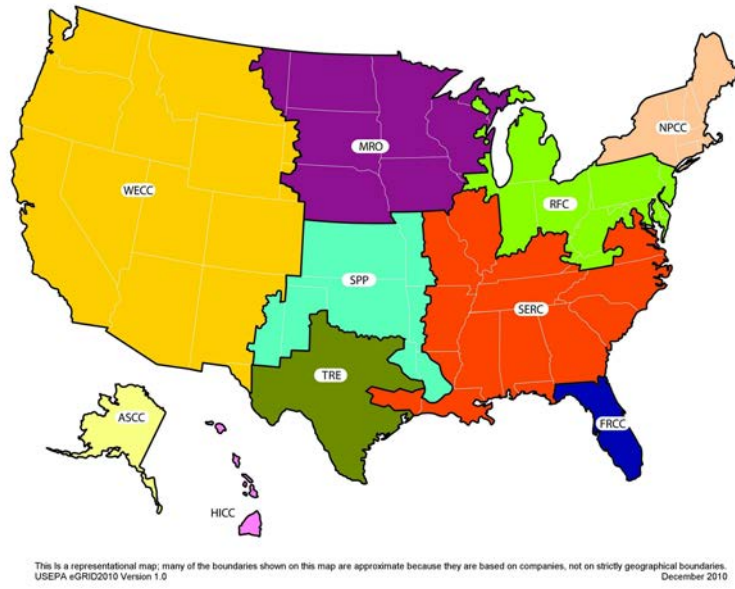 MRO
NPCC
WECC
RFC
SPP
SERC
TRE
ASCC
FRCC
HICC
This Is a representational map; many of the boundaries shown on this map are approximate because they are based on companies, not on strictly geographical boundaries.
USEPA eGRID2010 Version 1.0 December 2010